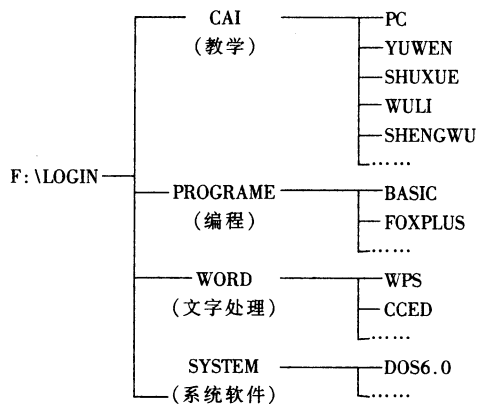 CAI
(教学)
PC
YUWEN
SHUXUE
WULI
SHENGWU
……
F:\LOGIN
PROGRAME
(编程)
BASIC
FOXPLUS
……
WORD
(文字处理)
WPS
CCED
……
SYSTEM
(系统软件)
DOS6.0
……